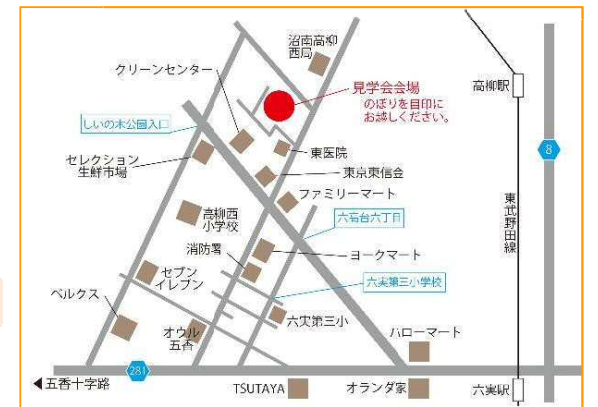 沼南高柳
西局
クリーンセンター
見学会会場
のぼりを目印に
お越しください。
高柳駅
しいの木公園入口
8
セレクション
生鮮市場
東医院
東京東信金
ファミリーマート
高柳西
小学校
六高台六丁目
東武野田線
消防署
ヨークマート
セブン
イレブン
六実第三小学校
ベルクス
オウル
五香
六実第三小
ハローマート
281
五香十字路
TSUTAYA
オランダ家
六実駅